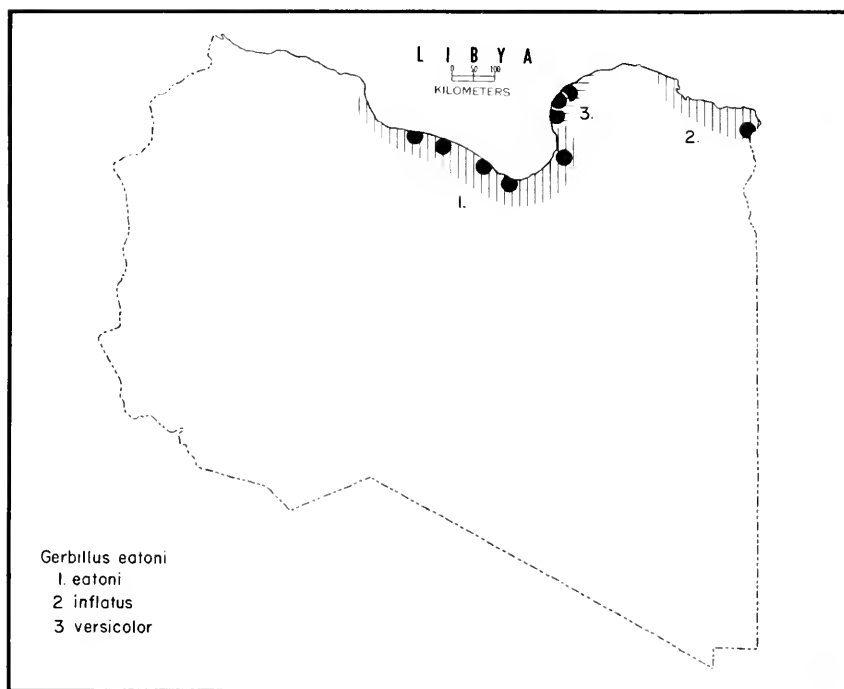 L I B Y A
0 50 100
KILOMETERS
3.
2.
1.
Gerbillus eatoni
1. eatoni
2 inflatus
3 versicolor